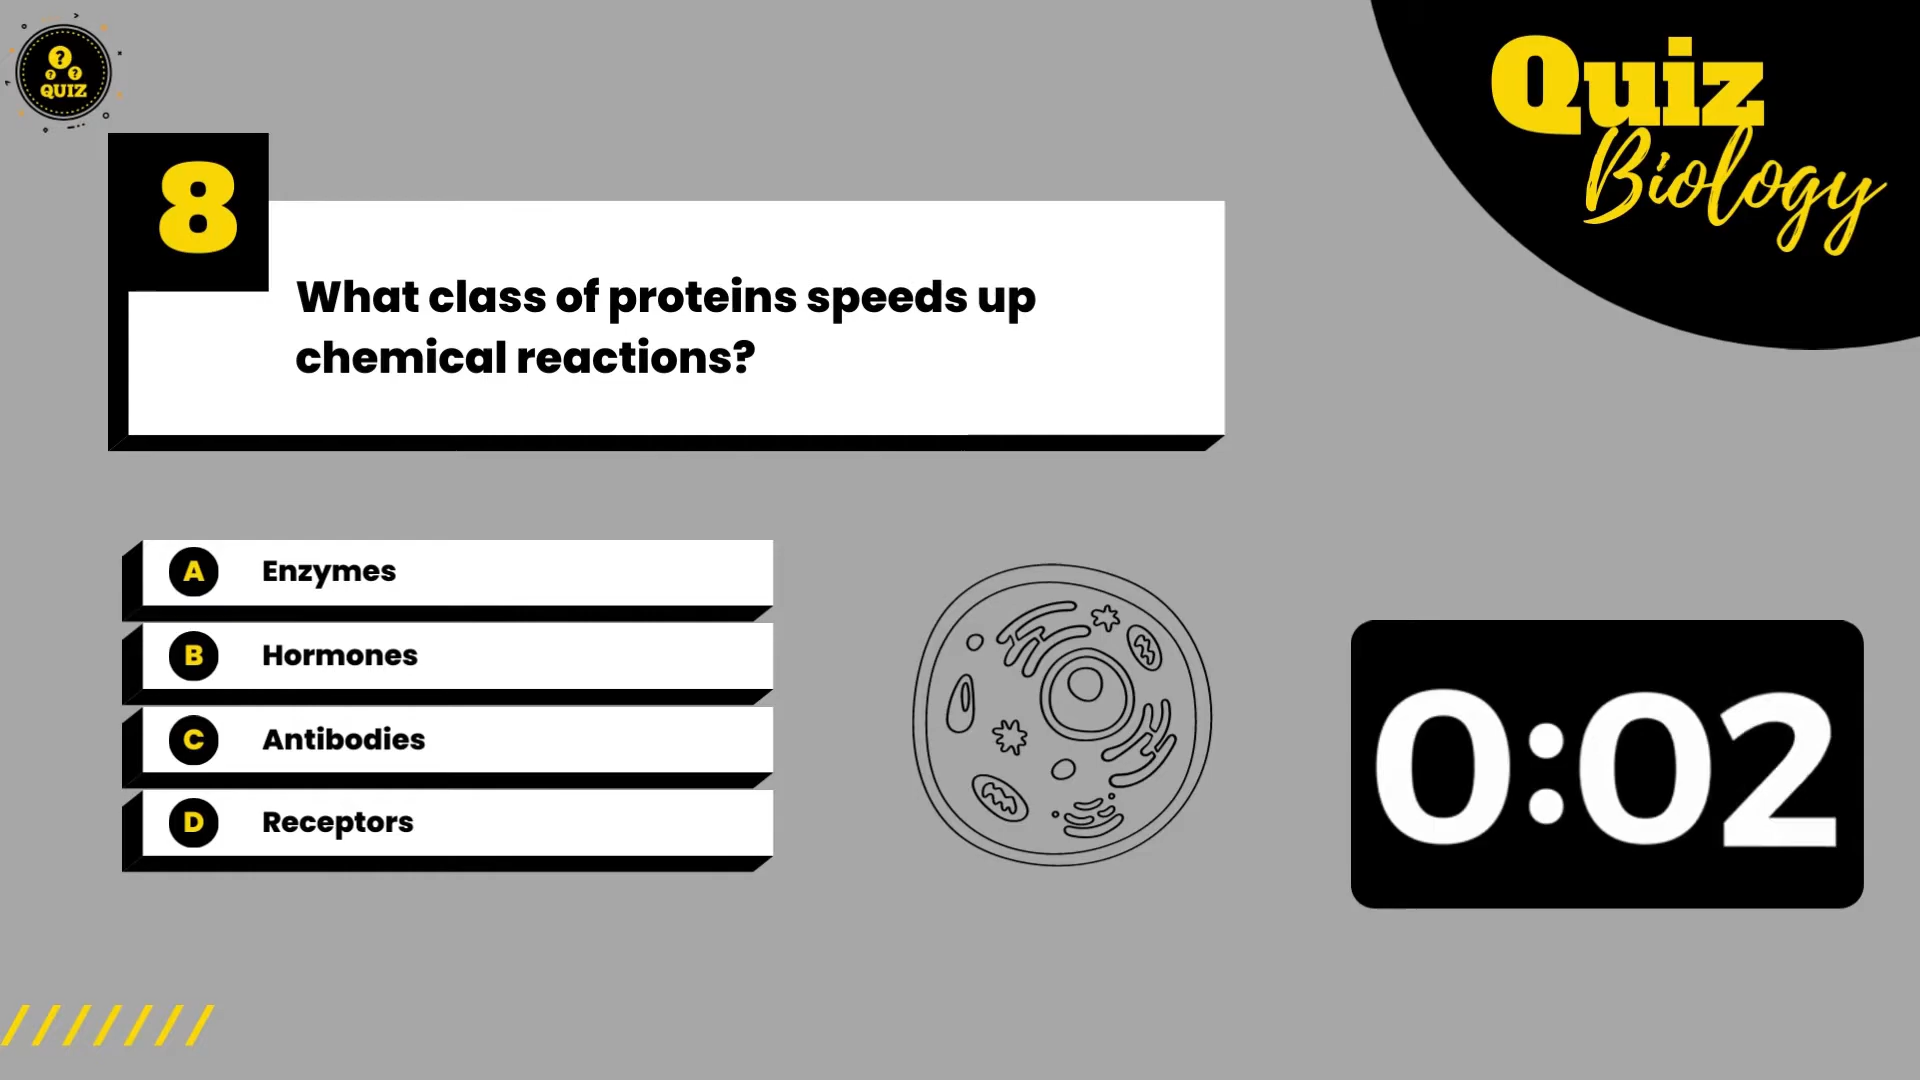 ? ? ?
QUIZ
Quiz
Biology
8
What class of proteins speeds up
chemical reactions?
A Enzymes
B Hormones
C Antibodies
D Receptors
0:02